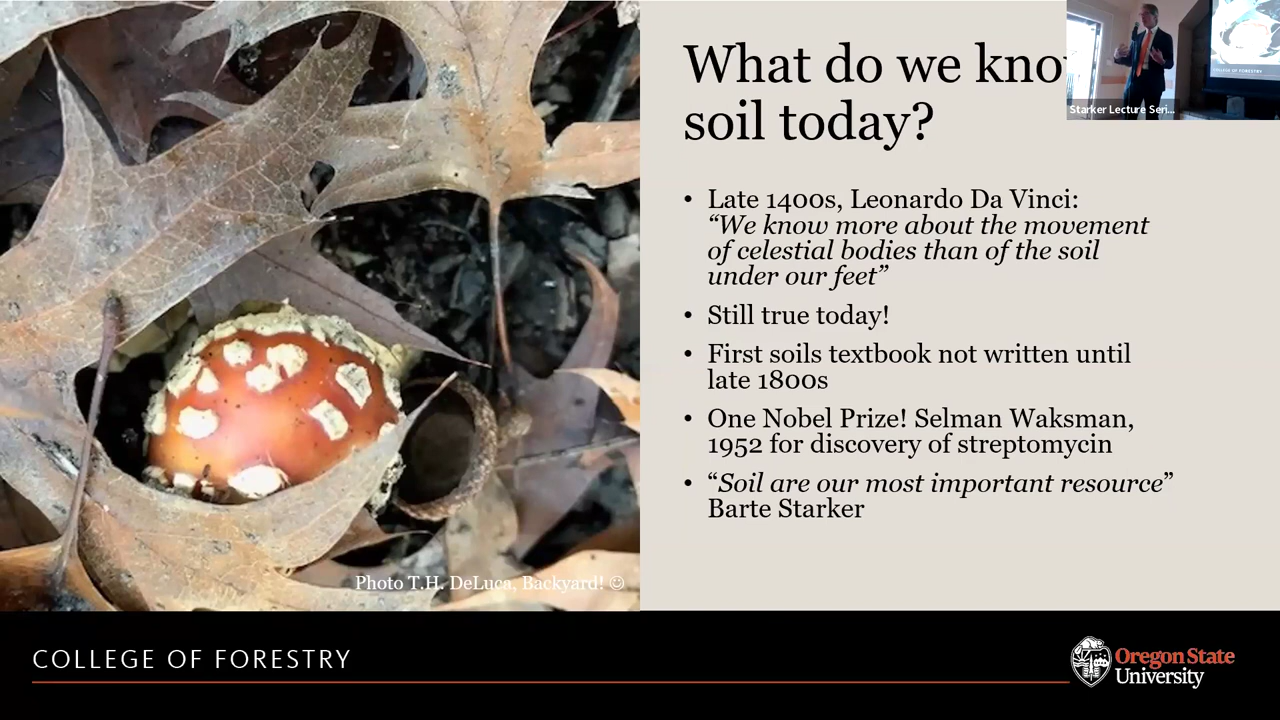 What do we kno
soil today?
Starker Lecture Seri...
• Late 1400s, Leonardo Da Vinci:
“We know more about the movement
of celestial bodies than of the soil
under our feet”
• Still true today!
• First soils textbook not written until
late 1800s
• One Nobel Prize! Selman Waksman,
1952 for discovery of streptomycin
• “Soil are our most important resource”
Barte Starker
Photo T.H. DeLuca, Backyard! ☺
COLLEGE OF FORESTRY
Oregon State
University